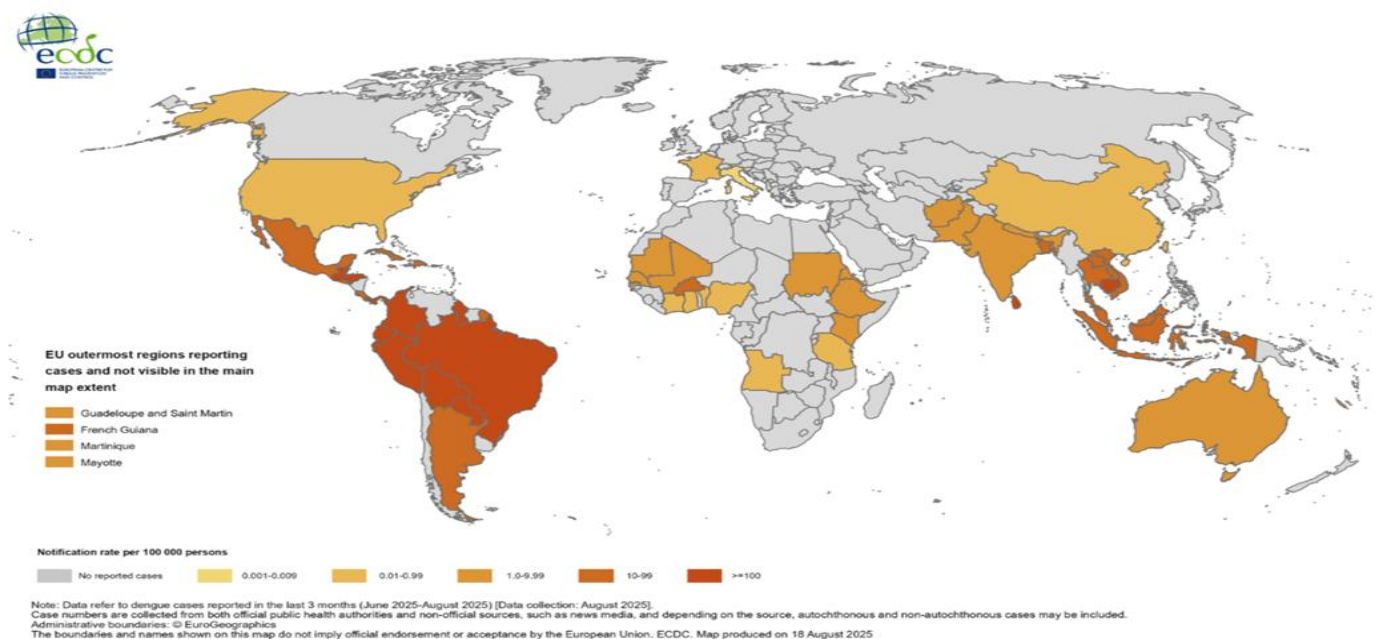 ecdc
EUROPEAN CENTRE FOR
DISEASE PREVENTION
AND CONTROL
EU outermost regions reporting
cases and not visible in the main
map extent
Guadeloupe and Saint Martin
French Guiana
Martinique
Mayotte
Notification rate per 100 000 persons
No reported cases 0.001-0.009 0.01-0.99 1.0-9.99 10-99 >=100
Note: Data refer to dengue cases reported in the last 3 months (June 2025-August 2025) [Data collection: August 2025].
Case numbers are collected from both official public health authorities and non-official sources, such as news media, and depending on the source, autochthonous and non-autochthonous cases may be included.
Administrative boundaries: © EuroGeographics
The boundaries and names shown on this map do not imply official endorsement or acceptance by the European Union. ECDC. Map produced on 18 August 2025